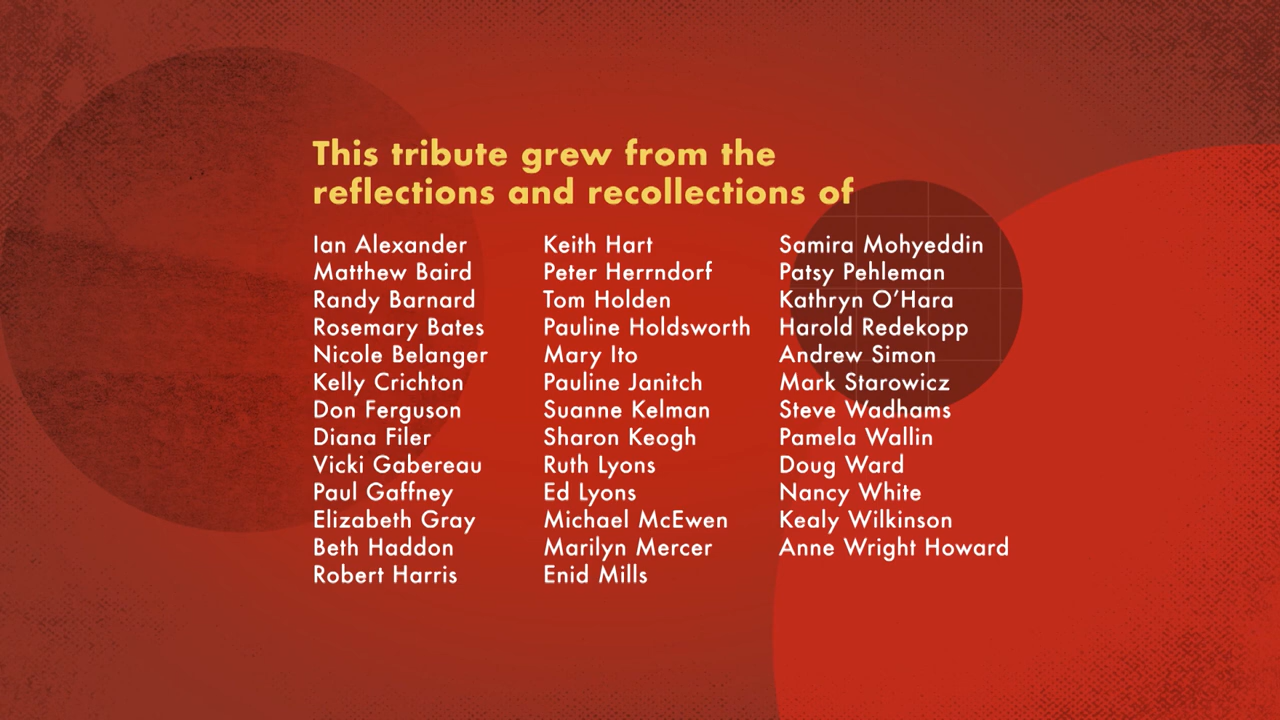 This tribute grew from the
reflections and recollections of
Ian Alexander
Matthew Baird
Randy Barnard
Rosemary Bates
Nicole Belanger
Kelly Crichton
Don Ferguson
Diana Filer
Vicki Gabereau
Paul Gaffney
Elizabeth Gray
Beth Haddon
Robert Harris
Keith Hart
Peter Herrndorf
Tom Holden
Pauline Holdsworth
Mary Ito
Pauline Janitch
Suanne Kelman
Sharon Keogh
Ruth Lyons
Ed Lyons
Michael McEwen
Marilyn Mercer
Enid Mills
Samira Mohyeddin
Patsy Pehleman
Kathryn O’Hara
Harold Redekopp
Andrew Simon
Mark Starowicz
Steve Wadhams
Pamela Wallin
Doug Ward
Nancy White
Kealy Wilkinson
Anne Wright Howard